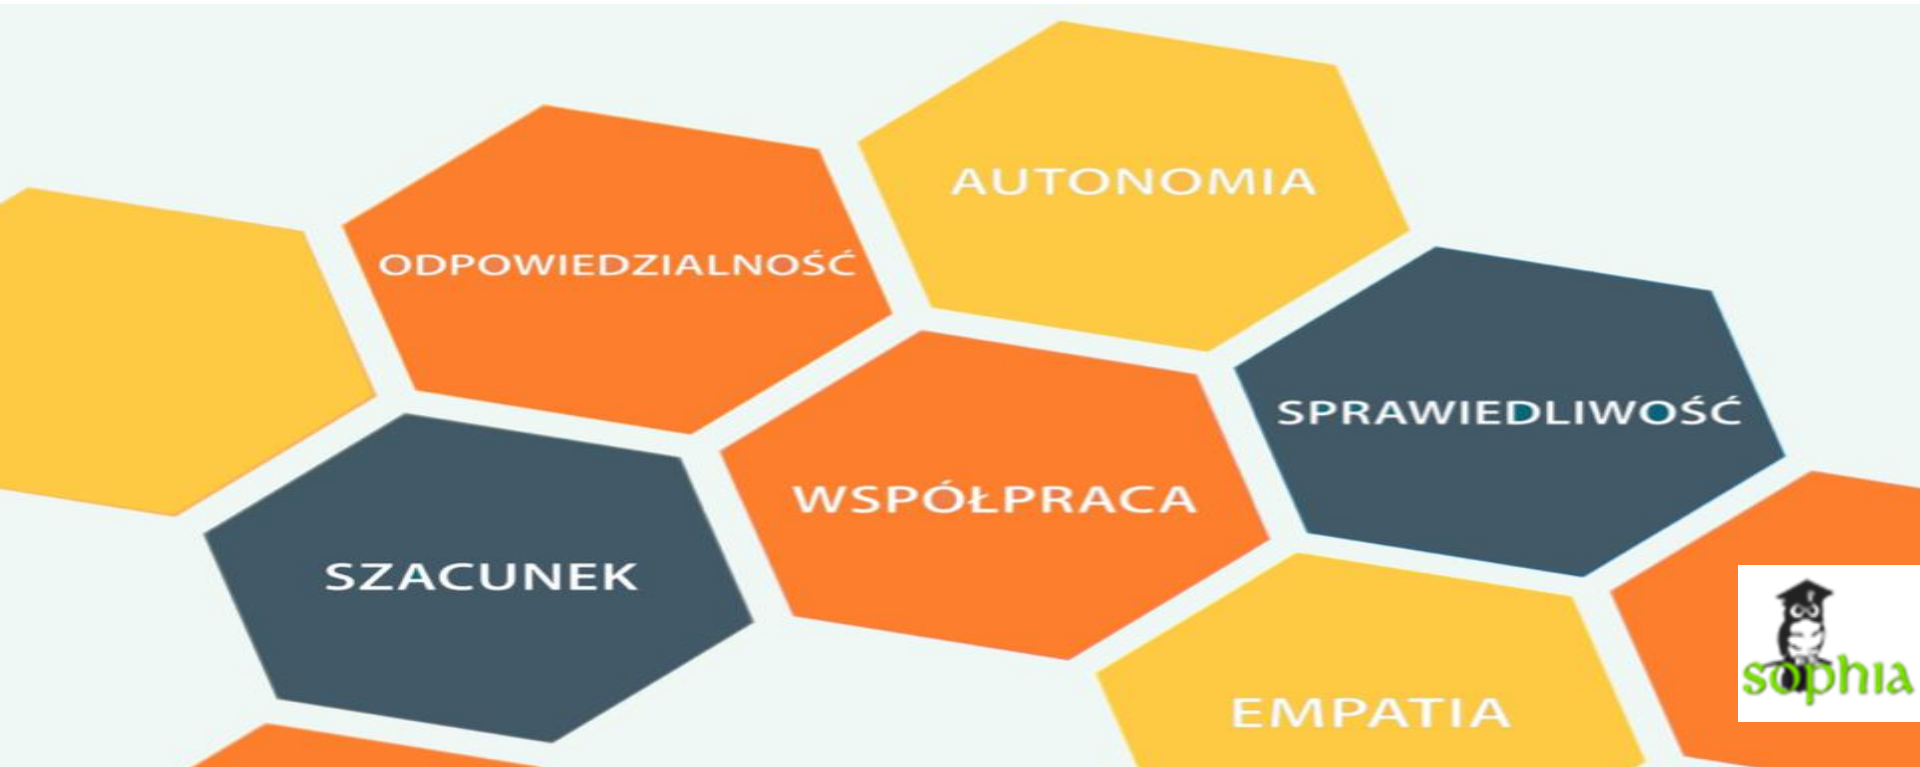 AUTONOMIA
ODPOWIEDZIALNOŚĆ
SPRAWIEDLIWOŚĆ
WSPÓŁPRACA
SZACUNEK
EMPATIA
sophia